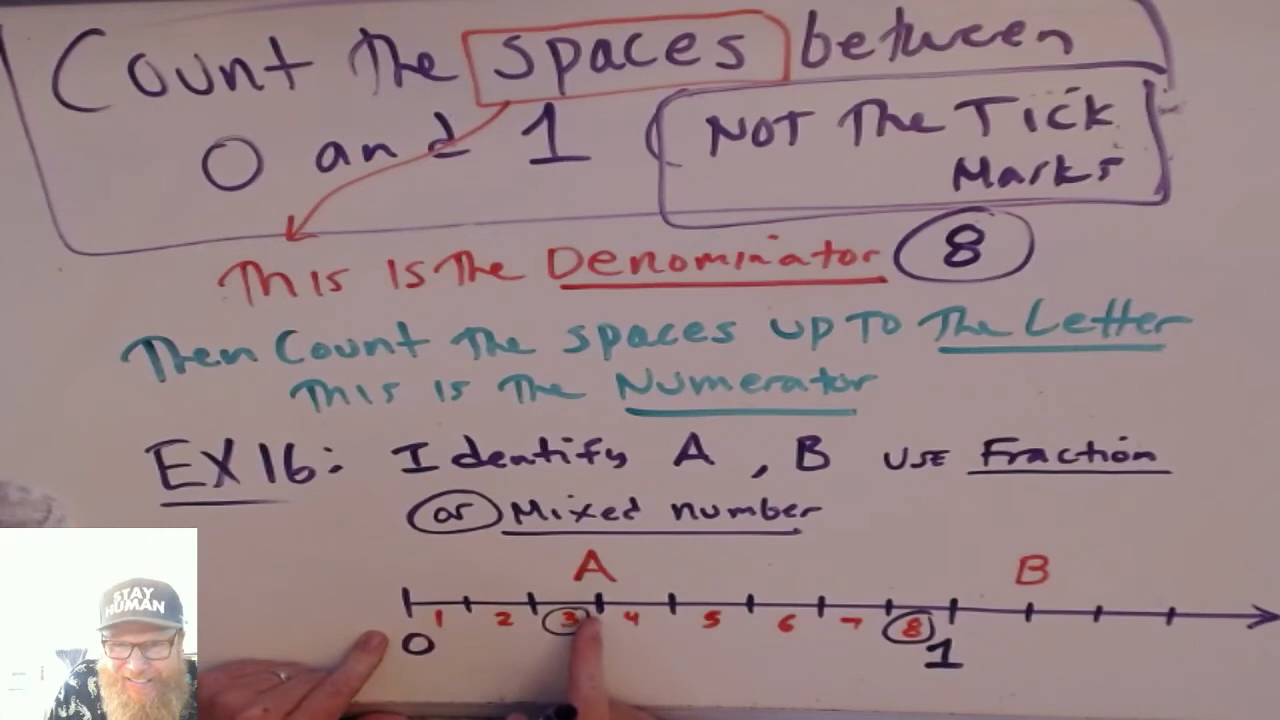 Count The spaces between
0 and 1 (NOT The Tick
Marks
This Is The Denominator 8
Then Count The spaces up To The Letter
This is The Numerator
EX 16: Identify A, B use Fraction
or Mixed number
A B
1 2 3 4 5 6 7 8
0 1
STAY
HUMAN